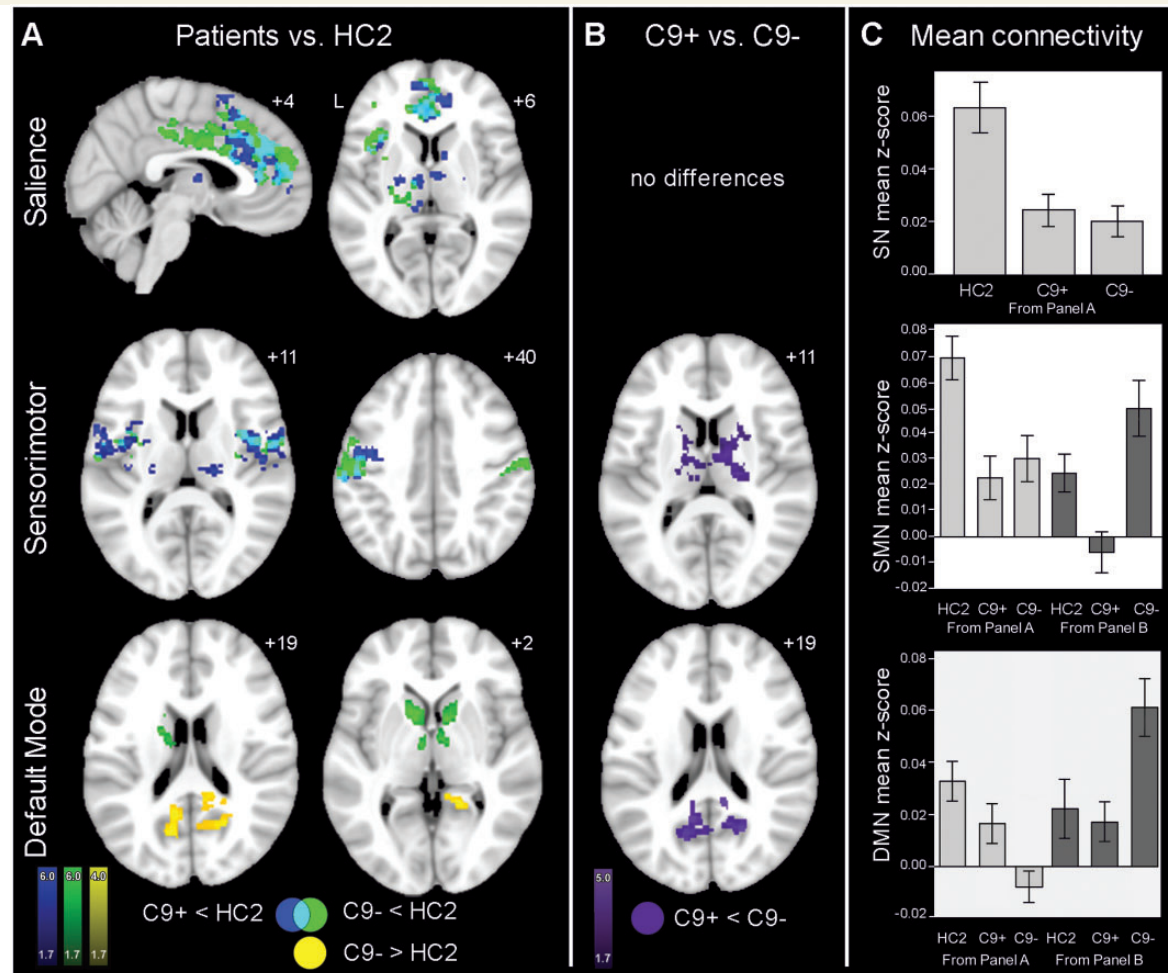 A Patients vs. HC2
Salience
+4
L
+6
Sensorimotor
+11
+40
Default Mode
+19
+2
6.0 6.0 4.0
1.7 1.7 1.7
C9+ < HC2
C9- < HC2
C9- > HC2
B C9+ vs. C9-
no differences
+11
+19
5.0
1.7
C9+ < C9-
C Mean connectivity
SN mean z-score
0.06
0.04
0.02
0.00
HC2 C9+ C9-
From Panel A
SMN mean z-score
0.08
0.07
0.06
0.05
0.04
0.03
0.02
0.01
0.00
-0.01
-0.02
HC2 C9+ C9- HC2 C9+ C9-
From Panel A From Panel B
DMN mean z-score
0.08
0.06
0.04
0.02
0.00
-0.02
HC2 C9+ C9- HC2 C9+ C9-
From Panel A From Panel B